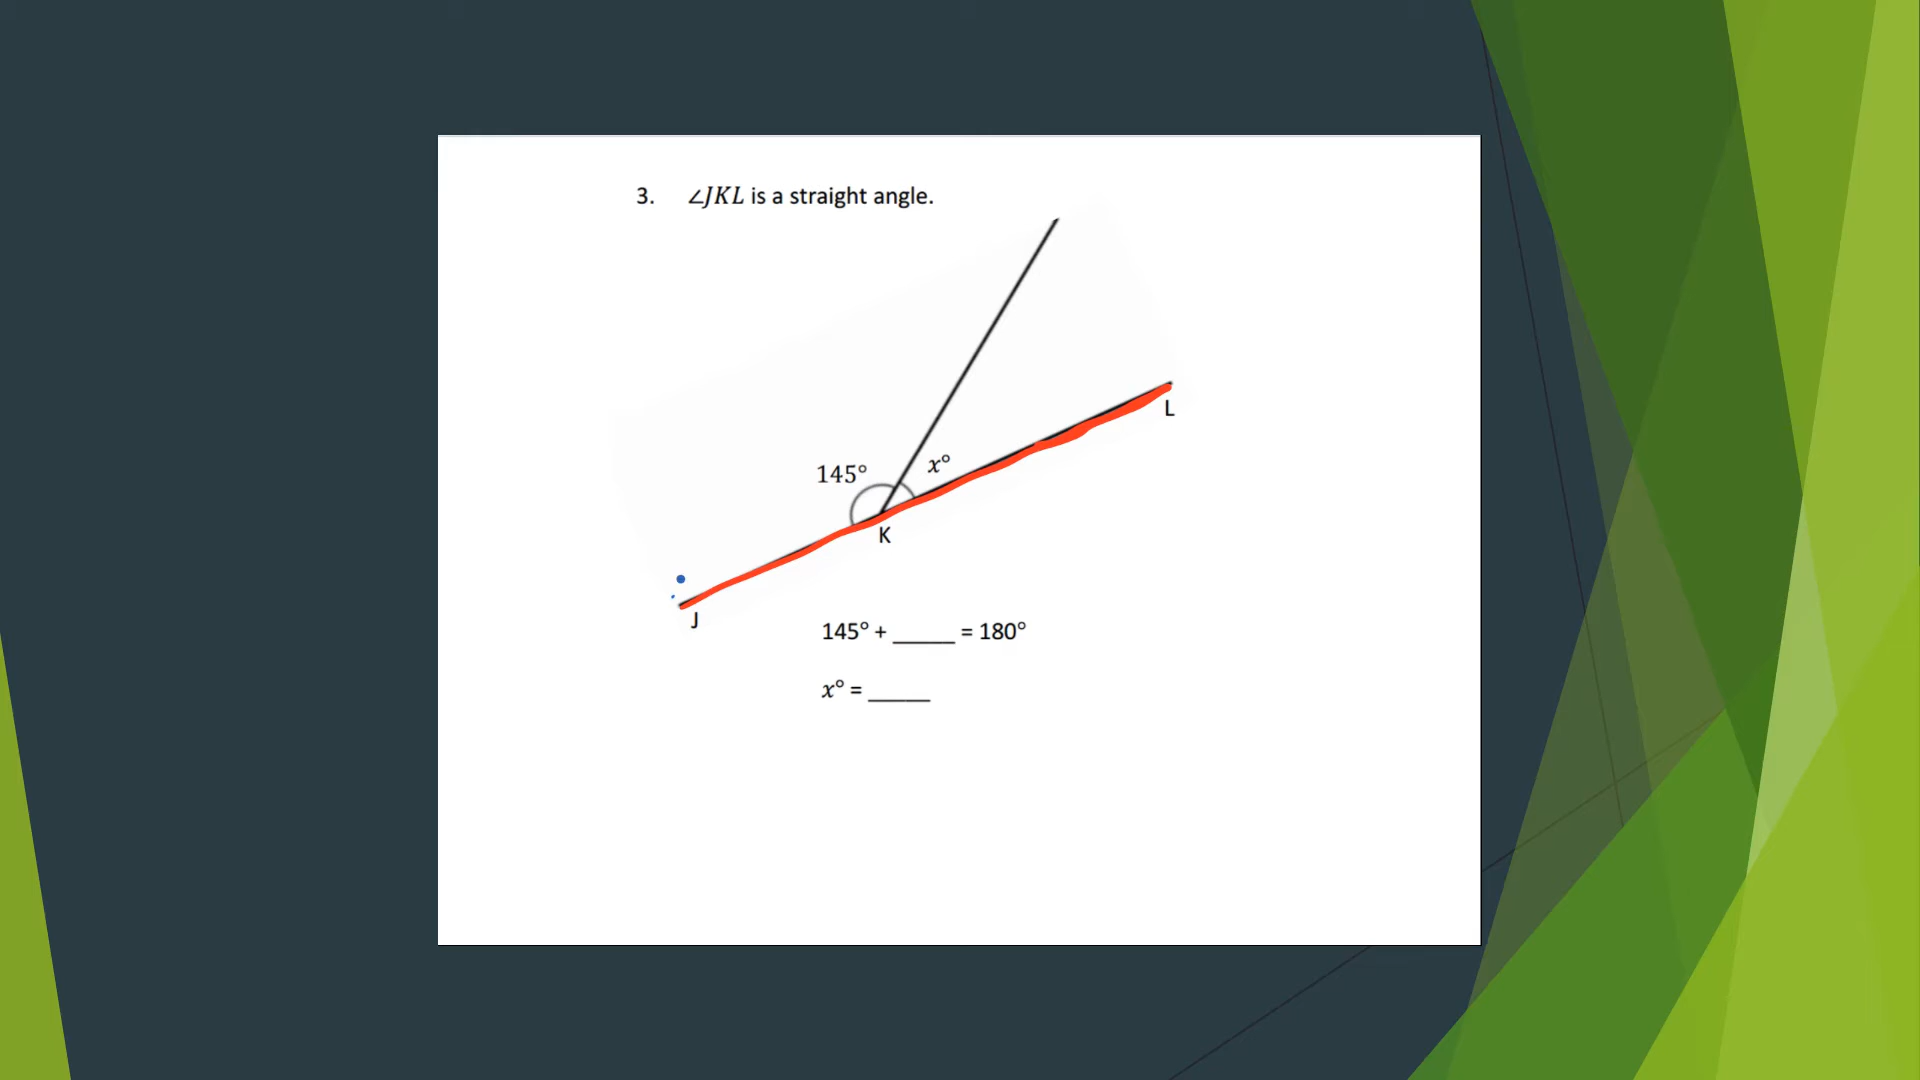 3. ∠JKL is a straight angle.
L
145° x°
K
J
145° + _____ = 180°
x° = _____